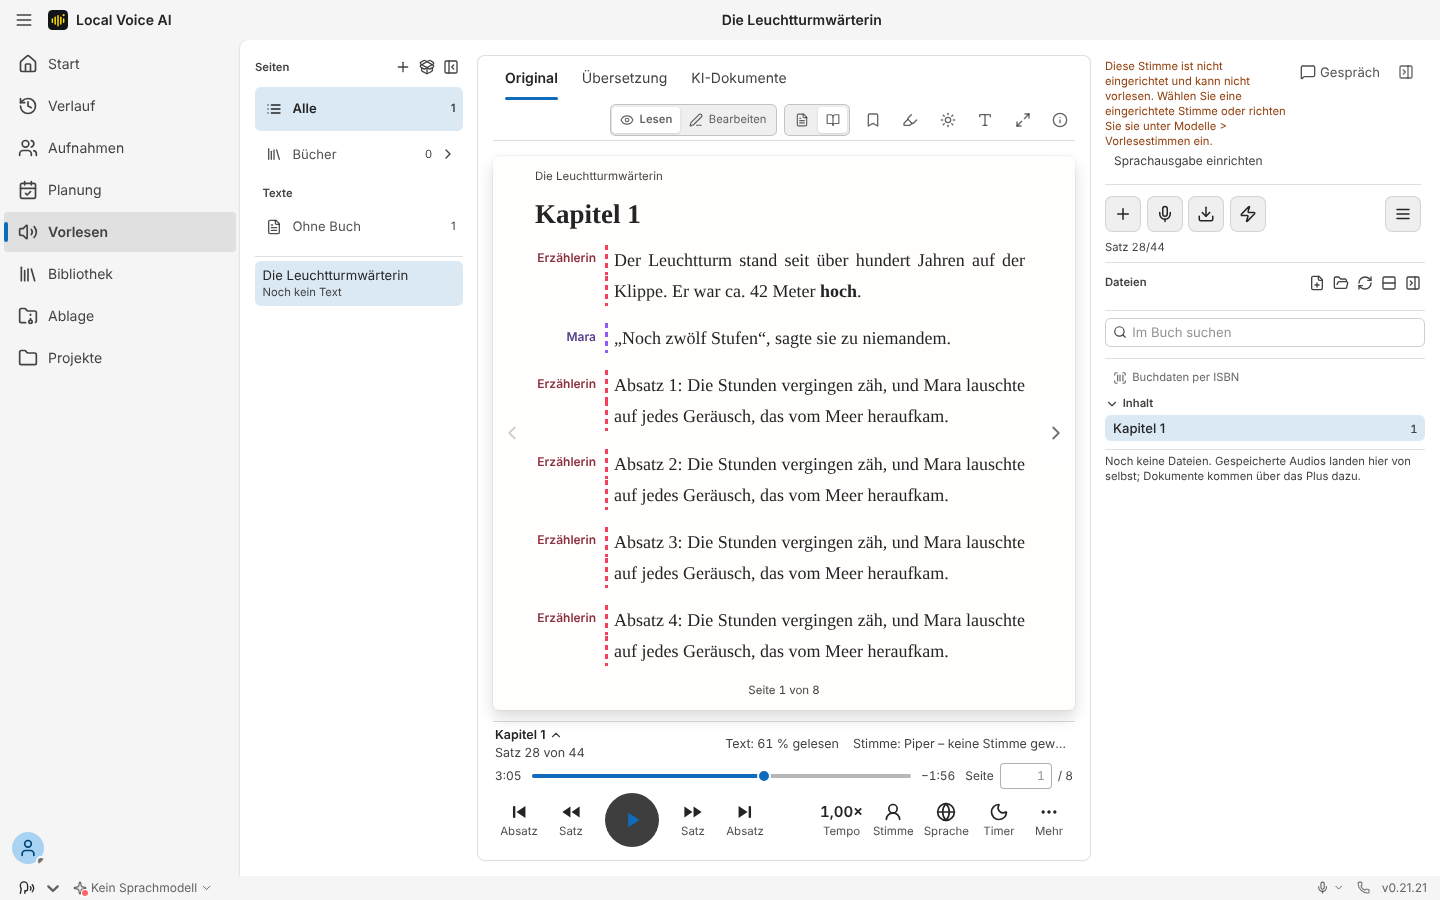 Local Voice AI
Die Leuchtturmwärterin
Start
Verlauf
Aufnahmen
Planung
Vorlesen
Bibliothek
Ablage
Projekte
Seiten
Alle 1
Bücher 0
Texte
Ohne Buch 1
Die Leuchtturmwärterin
Noch kein Text
Original Übersetzung KI-Dokumente
Lesen Bearbeiten
Die Leuchtturmwärterin
Kapitel 1
Erzählerin Der Leuchtturm stand seit über hundert Jahren auf der
Klippe. Er war ca. 42 Meter hoch.
Mara „Noch zwölf Stufen“, sagte sie zu niemandem.
Erzählerin Absatz 1: Die Stunden vergingen zäh, und Mara lauschte
auf jedes Geräusch, das vom Meer heraufkam.
Erzählerin Absatz 2: Die Stunden vergingen zäh, und Mara lauschte
auf jedes Geräusch, das vom Meer heraufkam.
Erzählerin Absatz 3: Die Stunden vergingen zäh, und Mara lauschte
auf jedes Geräusch, das vom Meer heraufkam.
Erzählerin Absatz 4: Die Stunden vergingen zäh, und Mara lauschte
auf jedes Geräusch, das vom Meer heraufkam.
Seite 1 von 8
Kapitel 1
Satz 28 von 44
Text: 61 % gelesen Stimme: Piper – keine Stimme gew...
3:05 −1:56 Seite 1 / 8
Absatz Satz Satz Absatz
1,00×
Tempo Stimme Sprache Timer Mehr
Diese Stimme ist nicht
eingerichtet und kann nicht
vorlesen. Wählen Sie eine
eingerichtete Stimme oder richten
Sie sie unter Modelle >
Vorlesestimmen ein.
Gespräch
Sprachausgabe einrichten
Satz 28/44
Dateien
Im Buch suchen
Buchdaten per ISBN
Inhalt
Kapitel 1 1
Noch keine Dateien. Gespeicherte Audios landen hier von
selbst; Dokumente kommen über das Plus dazu.
Kein Sprachmodell
v0.21.21